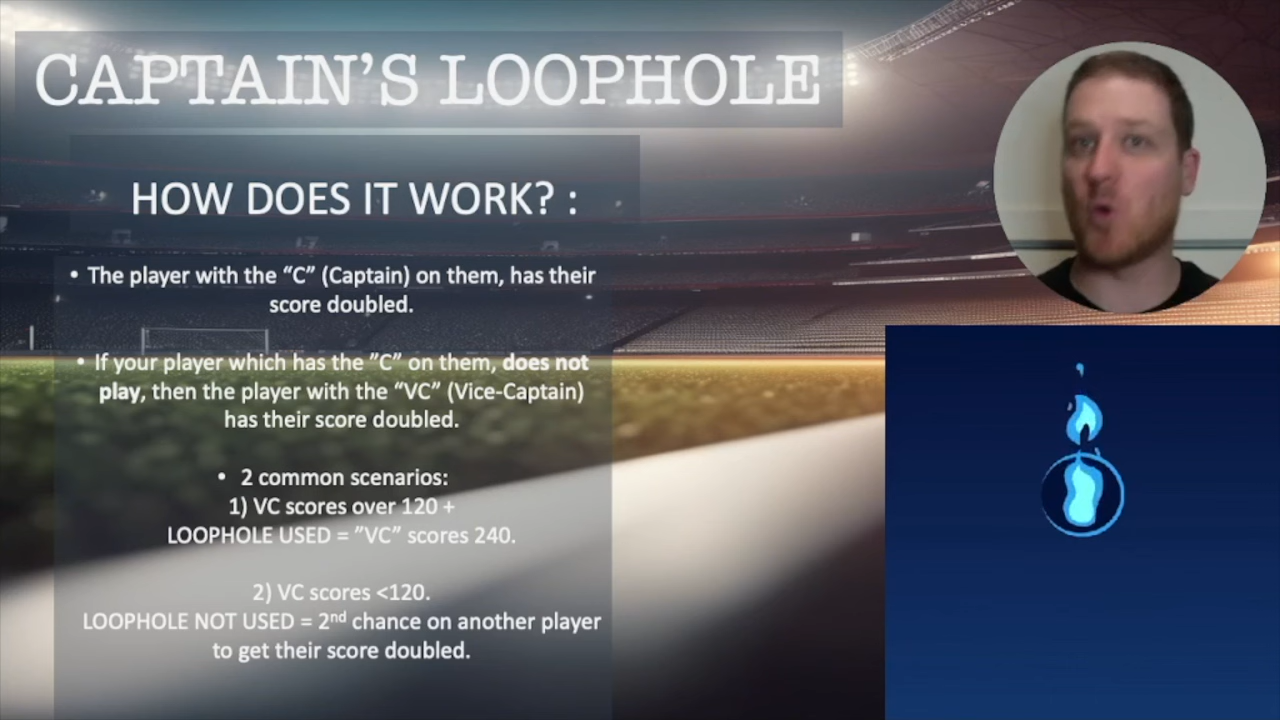 CAPTAIN’S LOOPHOLE
HOW DOES IT WORK? :
• The player with the “C” (Captain) on them, has their
score doubled.
• If your player which has the ”C” on them, does not
play, then the player with the “VC” (Vice-Captain)
has their score doubled.
• 2 common scenarios:
1) VC scores over 120 +
LOOPHOLE USED = ”VC” scores 240.
2) VC scores <120.
LOOPHOLE NOT USED = 2nd chance on another player
to get their score doubled.